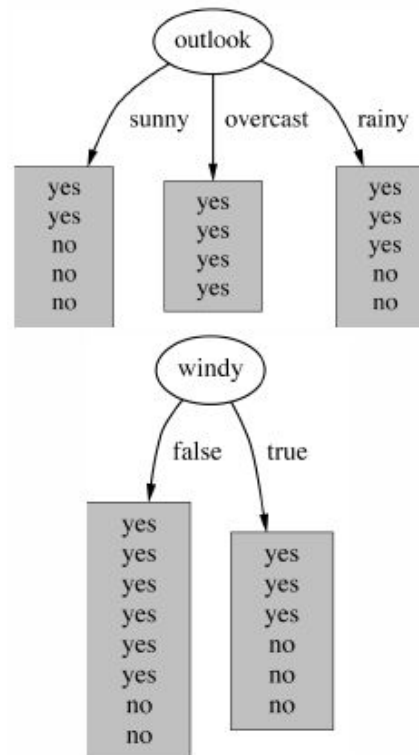 outlook
sunny overcast rainy
yes yes yes
yes yes yes
no yes yes
no yes no
no no
windy
false true
yes
yes yes
yes yes
yes yes
yes no
yes no
no no
no